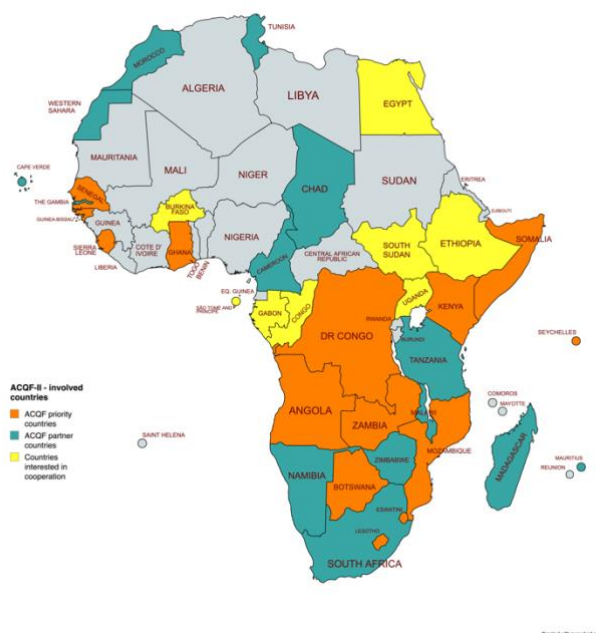 TUNISIA
MOROCCO
ALGERIA
LIBYA
EGYPT
WESTERN
SAHARA
CAPE VERDE
MAURITANIA
MALI
NIGER
CHAD
SUDAN
ERITREA
DJIBOUTI
SENEGAL
THE GAMBIA
GUINEA BISSAU
GUINEA
BURKINA
FASO
SIERRA
LEONE
LIBERIA
COTE D'
IVOIRE
GHANA
TOGO
BENIN
NIGERIA
CAMEROON
CENTRAL AFRICAN
REPUBLIC
SOUTH
SUDAN
ETHIOPIA
SOMALIA
EQ. GUINEA
SÃO TOME AND
PRINCIPE
GABON
CONGO
DR CONGO
UGANDA
RWANDA
BURUNDI
KENYA
TANZANIA
SEYCHELLES
ACQF-II - involved
countries
ACQF priority
countries
ACQF partner
countries
Countries
interested in
cooperation
SAINT HELENA
ANGOLA
ZAMBIA
MALAWI
MOZAMBIQUE
COMOROS
MAYOTTE
MADAGASCAR
MAURITIUS
REUNION
NAMIBIA
BOTSWANA
ZIMBABWE
ESWATINI
LESOTHO
SOUTH AFRICA